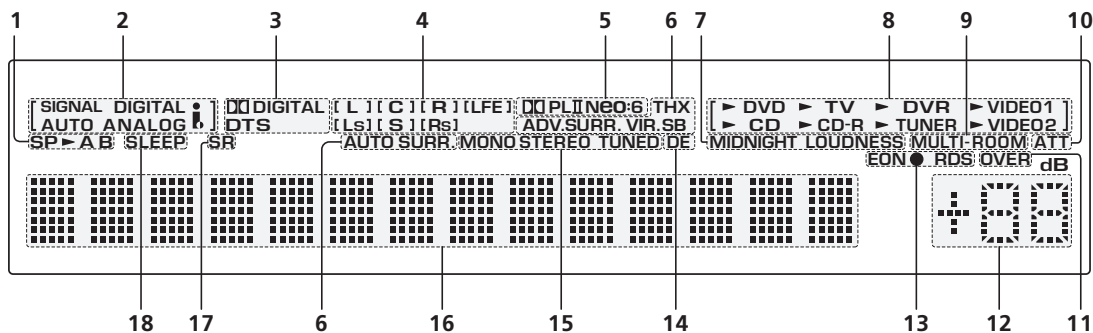 1 2 3 4 5 6 7 8 9 10
[ SIGNAL DIGITAL i ] DIGITAL [ L ] [ C ] [ R ] [LFE] PLII Neo:6 THX [ ► DVD ► TV ► DVR ► VIDEO1 ]
[ AUTO ANALOG ] DTS [Ls] [ S ] [Rs] ADV.SURR. VIR.SB [ ► CD ► CD-R ► TUNER ► VIDEO2 ]
SP ► A B SLEEP SR AUTO SURR. MONO STEREO TUNED DE MIDNIGHT LOUDNESS MULTI-ROOM ATT
EON ● RDS OVER dB
+88
18 17 6 16 15 14 13 12 11